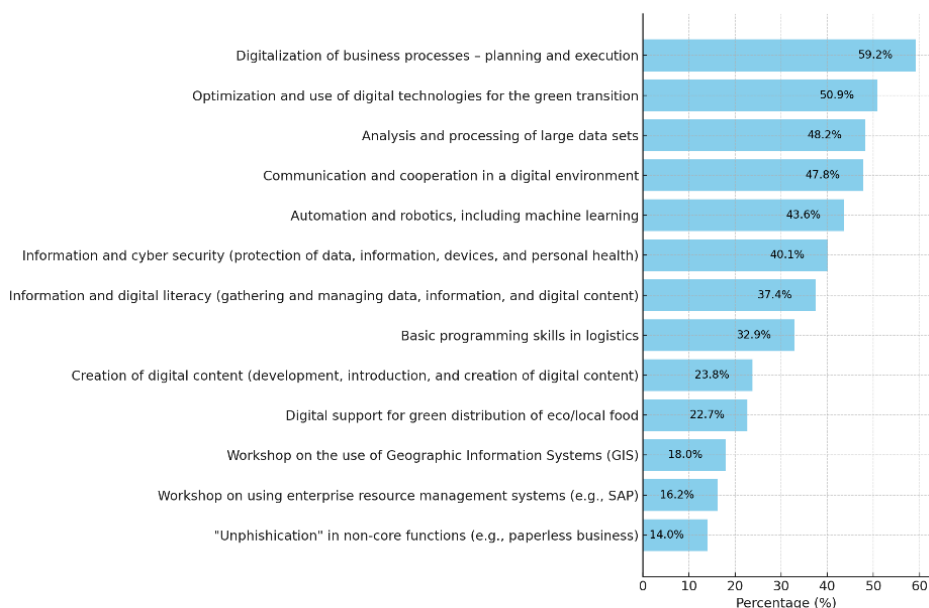 Digitalization of business processes – planning and execution
59.2%
Optimization and use of digital technologies for the green transition
50.9%
Analysis and processing of large data sets
48.2%
Communication and cooperation in a digital environment
47.8%
Automation and robotics, including machine learning
43.6%
Information and cyber security (protection of data, information, devices, and personal health)
40.1%
Information and digital literacy (gathering and managing data, information, and digital content)
37.4%
Basic programming skills in logistics
32.9%
Creation of digital content (development, introduction, and creation of digital content)
23.8%
Digital support for green distribution of eco/local food
22.7%
Workshop on the use of Geographic Information Systems (GIS)
18.0%
Workshop on using enterprise resource management systems (e.g., SAP)
16.2%
"Unphishication" in non-core functions (e.g., paperless business)
14.0%
0 10 20 30 40 50 60
Percentage (%)